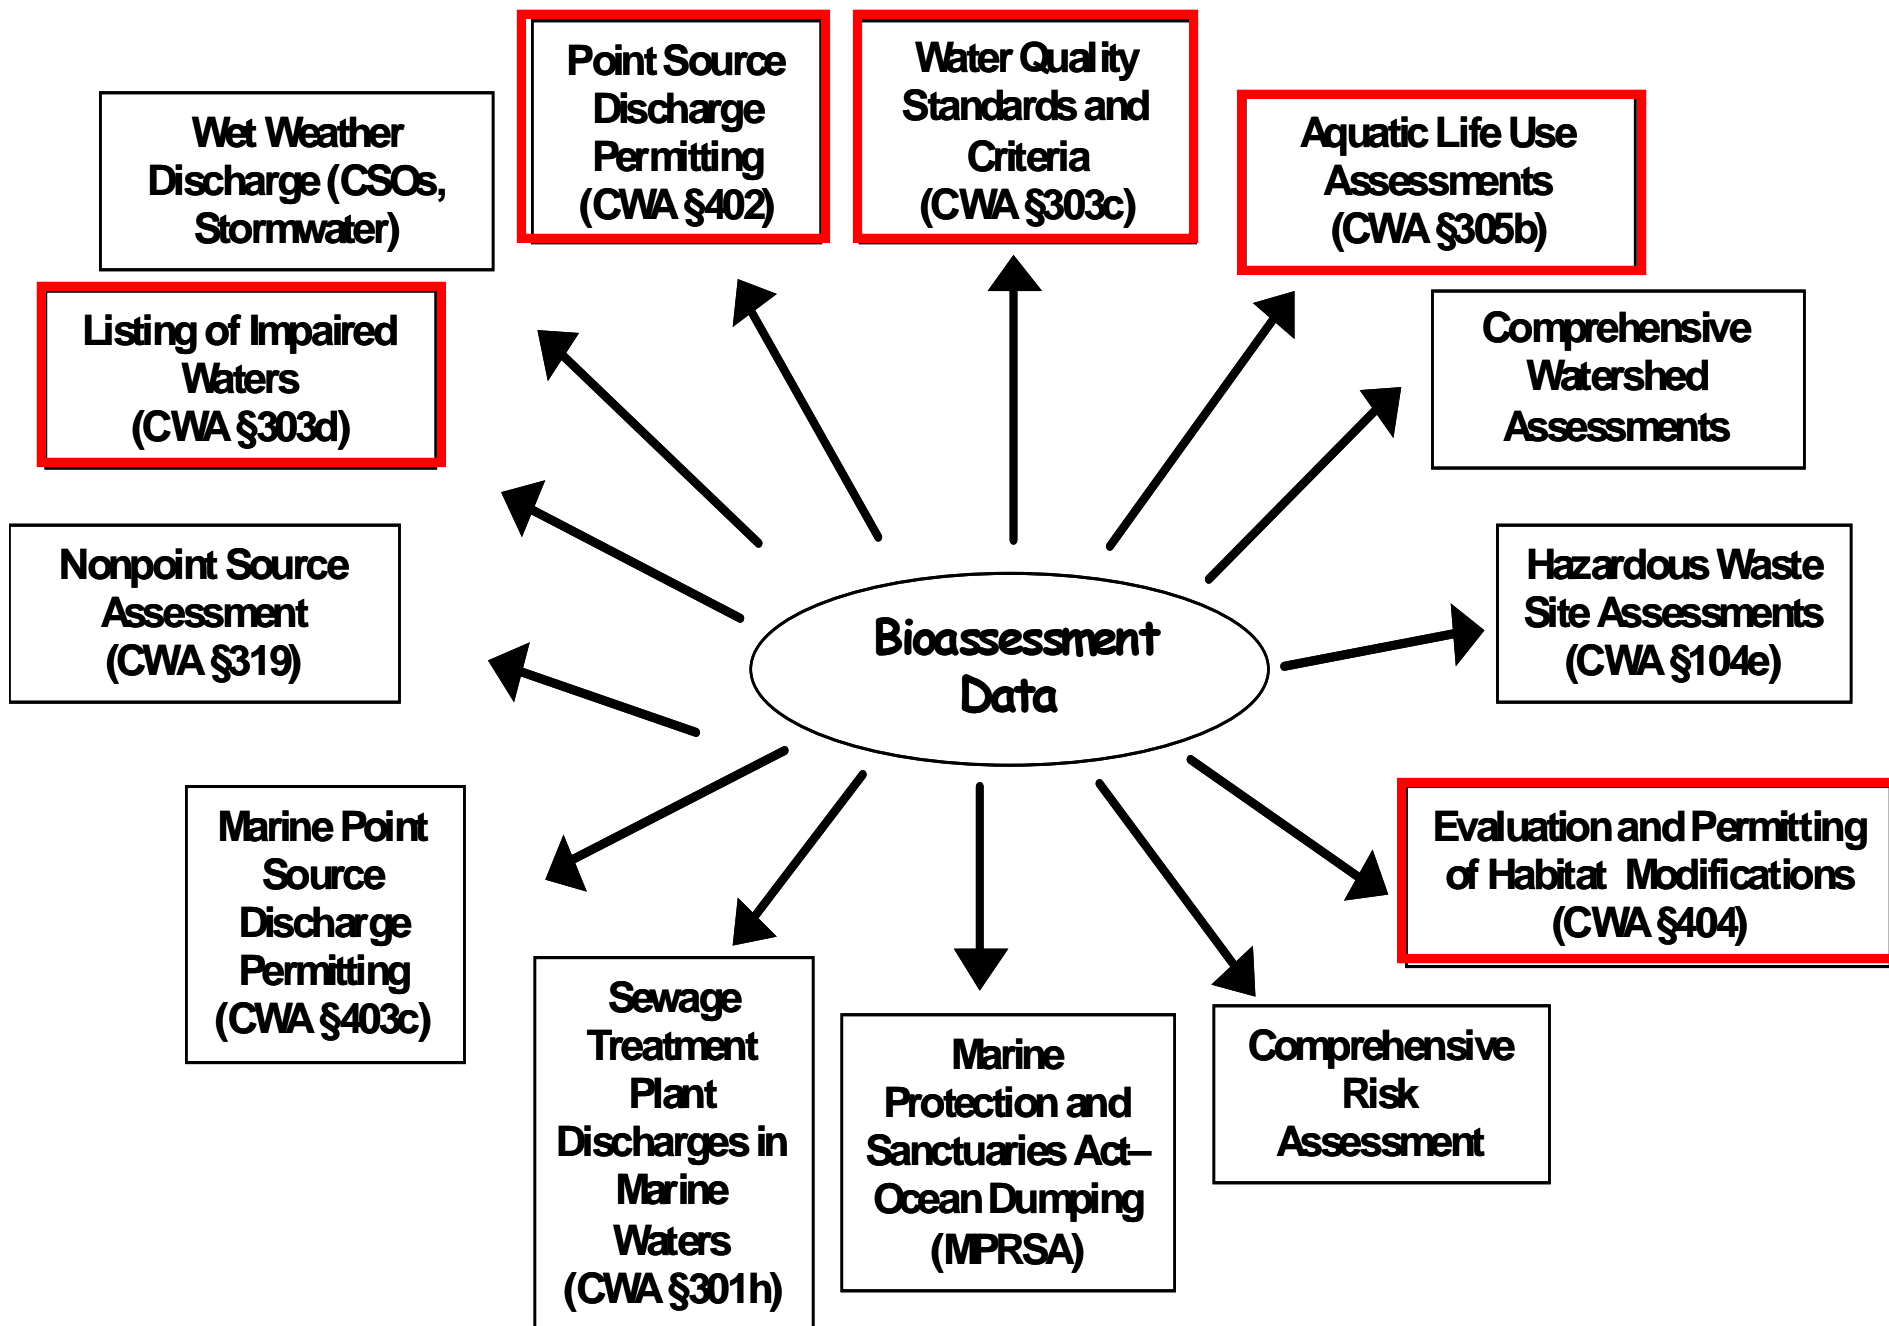 Point Source
Discharge
Permitting
(CWA §402)
Water Quality
Standards and
Criteria
(CWA §303c)
Aquatic Life Use
Assessments
(CWA §305b)
Wet Weather
Discharge (CSOs,
Stormwater)
Listing of Impaired
Waters
(CWA §303d)
Comprehensive
Watershed
Assessments
Nonpoint Source
Assessment
(CWA §319)
Hazardous Waste
Site Assessments
(CWA §104e)
Bioassessment
Data
Marine Point
Source
Discharge
Permitting
(CWA §403c)
Evaluation and Permitting
of Habitat Modifications
(CWA §404)
Sewage
Treatment
Plant
Discharges in
Marine
Waters
(CWA §301h)
Marine
Protection and
Sanctuaries Act–
Ocean Dumping
(MPRSA)
Comprehensive
Risk
Assessment